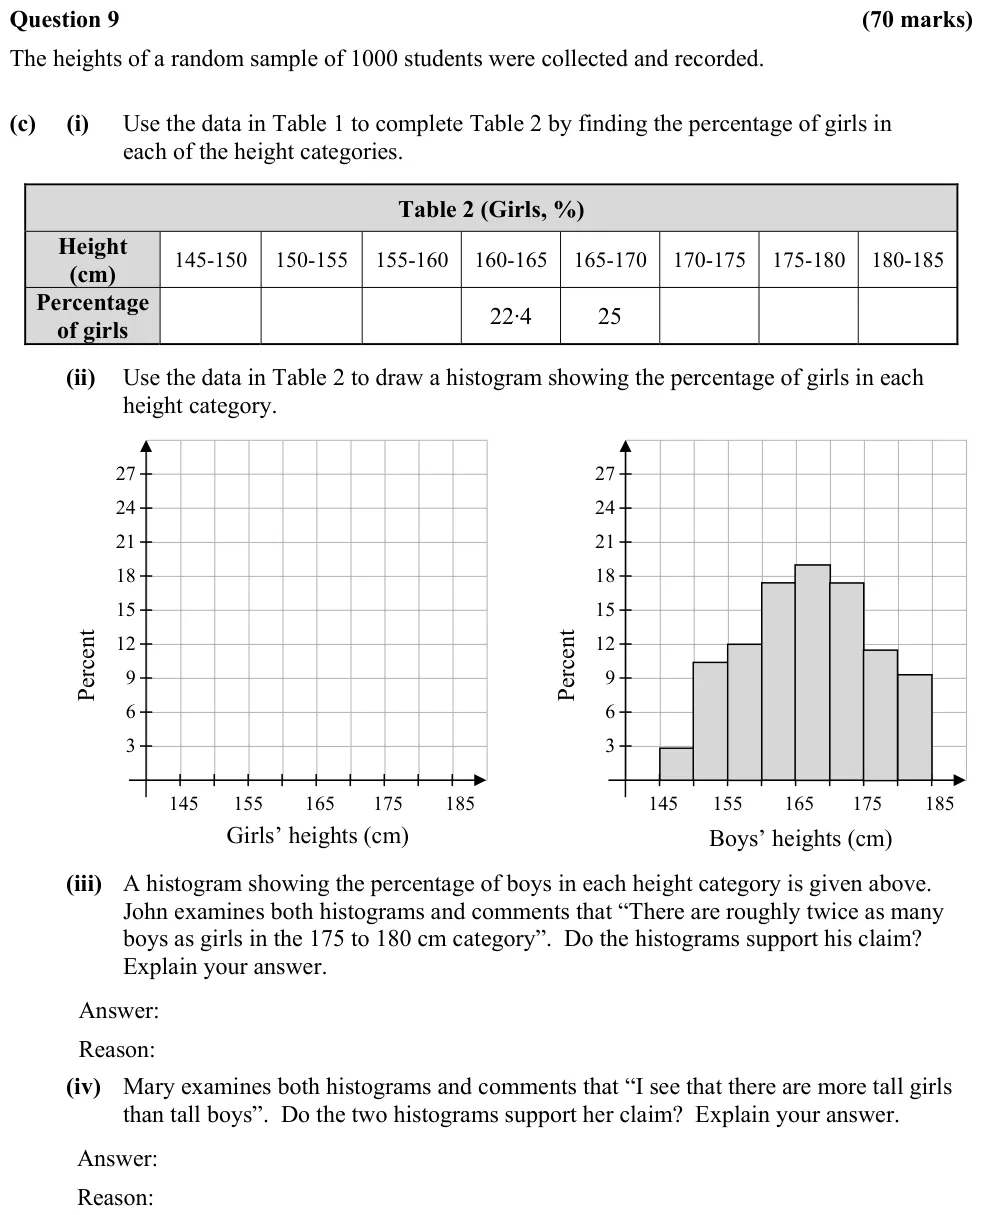 Question 9 (70 marks)
The heights of a random sample of 1000 students were collected and recorded.
(c) (i) Use the data in Table 1 to complete Table 2 by finding the percentage of girls in
each of the height categories.
Table 2 (Girls, %)
Height (cm) 145-150 150-155 155-160 160-165 165-170 170-175 175-180 180-185
Percentage of girls 22·4 25
(ii) Use the data in Table 2 to draw a histogram showing the percentage of girls in each
height category.
Percent
27
24
21
18
15
12
9
6
3
145 155 165 175 185
Girls’ heights (cm)
Percent
27
24
21
18
15
12
9
6
3
145 155 165 175 185
Boys’ heights (cm)
(iii) A histogram showing the percentage of boys in each height category is given above.
John examines both histograms and comments that “There are roughly twice as many
boys as girls in the 175 to 180 cm category”. Do the histograms support his claim?
Explain your answer.
Answer:
Reason:
(iv) Mary examines both histograms and comments that “I see that there are more tall girls
than tall boys”. Do the two histograms support her claim? Explain your answer.
Answer:
Reason: